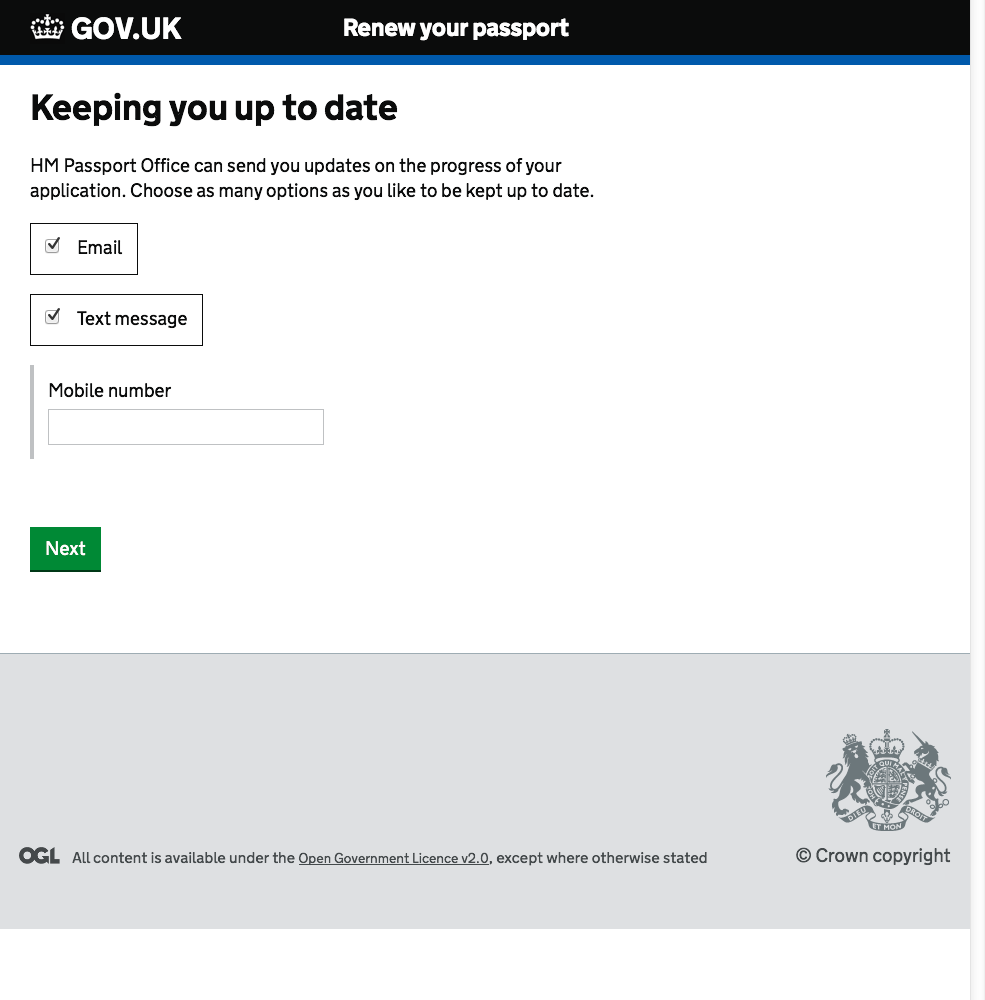 GOV.UK
Renew your passport
Keeping you up to date
HM Passport Office can send you updates on the progress of your
application. Choose as many options as you like to be kept up to date.
Email
Text message
Mobile number
Next
DIEU ET MON DROIT
OGL All content is available under the Open Government Licence v2.0, except where otherwise stated
© Crown copyright